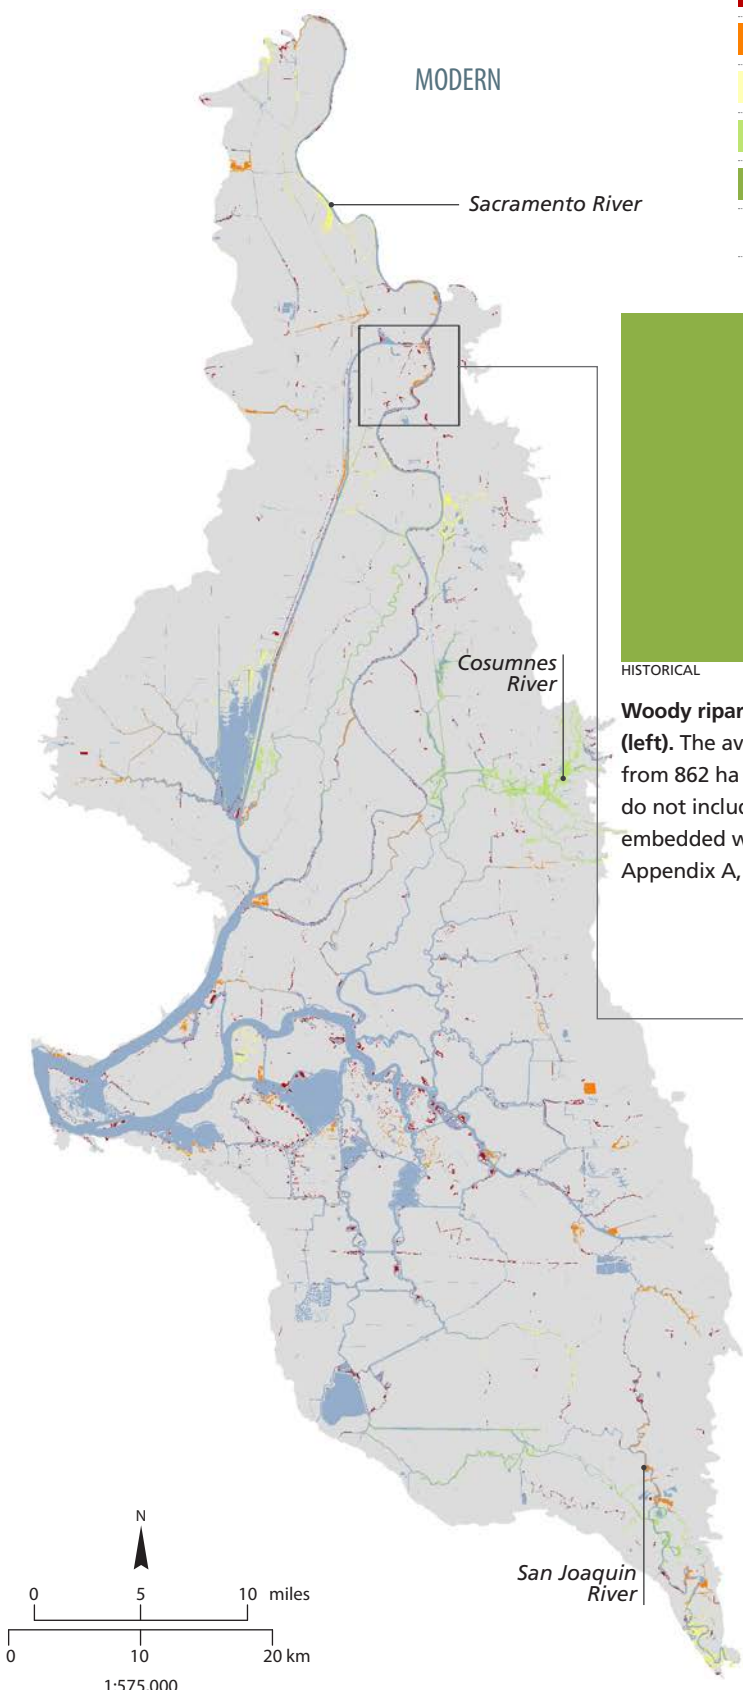 MODERN
Sacramento River
Cosumnes
River
HISTORICAL
Woody ripar
(left). The av
from 862 ha
do not includ
embedded w
Appendix A,
San Joaquin
River
N
0 5 10 miles
0 10 20 km
1:575,000